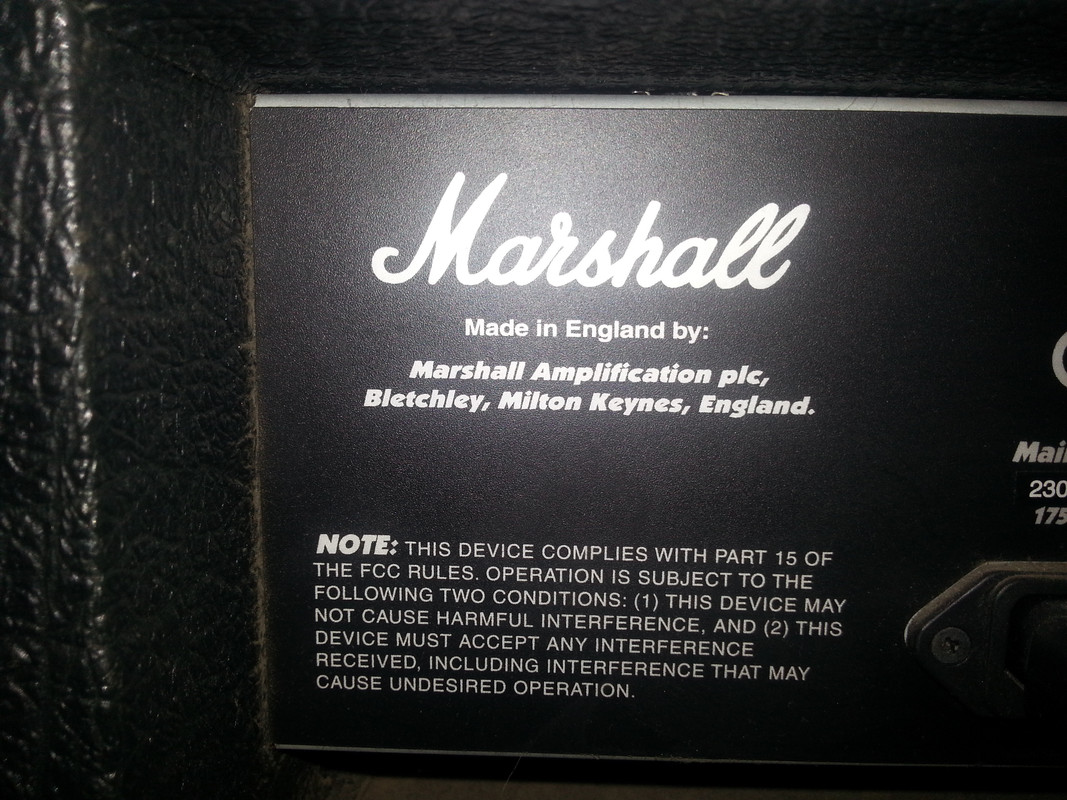 Marshall
Made in England by:
Marshall Amplification plc,
Bletchley, Milton Keynes, England.
230
175
NOTE: THIS DEVICE COMPLIES WITH PART 15 OF
THE FCC RULES. OPERATION IS SUBJECT TO THE
FOLLOWING TWO CONDITIONS: (1) THIS DEVICE MAY
NOT CAUSE HARMFUL INTERFERENCE, AND (2) THIS
DEVICE MUST ACCEPT ANY INTERFERENCE
RECEIVED, INCLUDING INTERFERENCE THAT MAY
CAUSE UNDESIRED OPERATION.